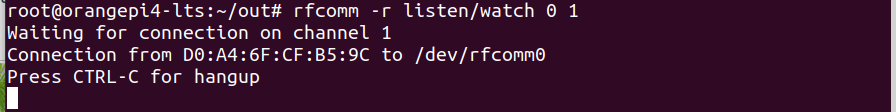 root@orangepi4-lts:~/out# rfcomm -r listen/watch 0 1
Waiting for connection on channel 1
Connection from D0:A4:6F:CF:B5:9C to /dev/rfcomm0
Press CTRL-C for hangup